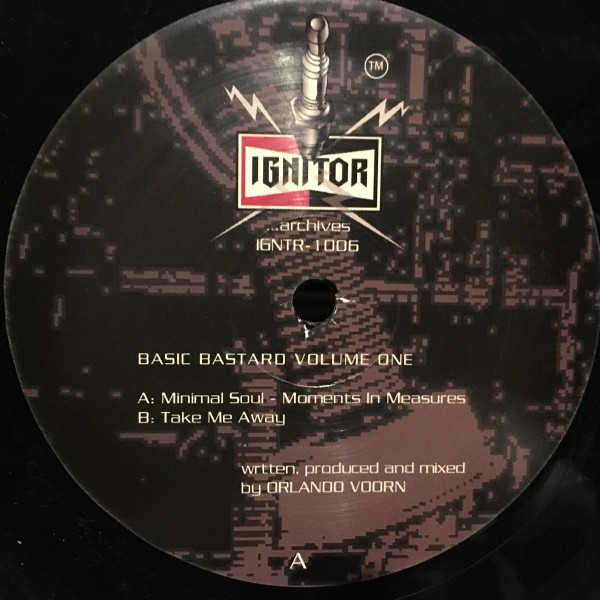 TM
IGNITOR
...archives
IGNTR-1006
BASIC BASTARD VOLUME ONE
A: Minimal Soul - Moments In Measures
B: Take Me Away
wrtten, produced and mixed
by ORLANDO VOORN
A